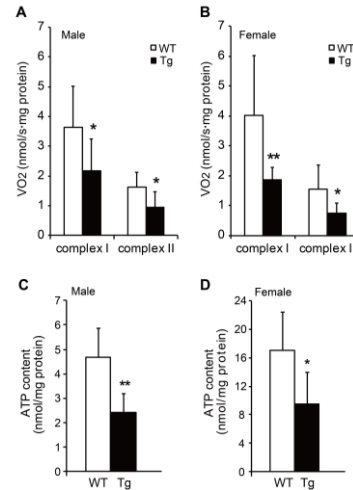 A
Male
WT
Tg
VO2 (nmol/s·mg protein)
6
5
4
3
2
1
0
*
*
complex I
complex II
B
Female
WT
Tg
VO2 (nmol/s·mg protein)
7
6
5
4
3
2
1
0
**
*
complex I
complex I
C
Male
ATP content
(nmol/mg protein)
7
6
5
4
3
2
1
0
**
WT Tg
D
Female
ATP content
(nmol/mg protein)
24
20
16
12
8
4
0
*
WT Tg